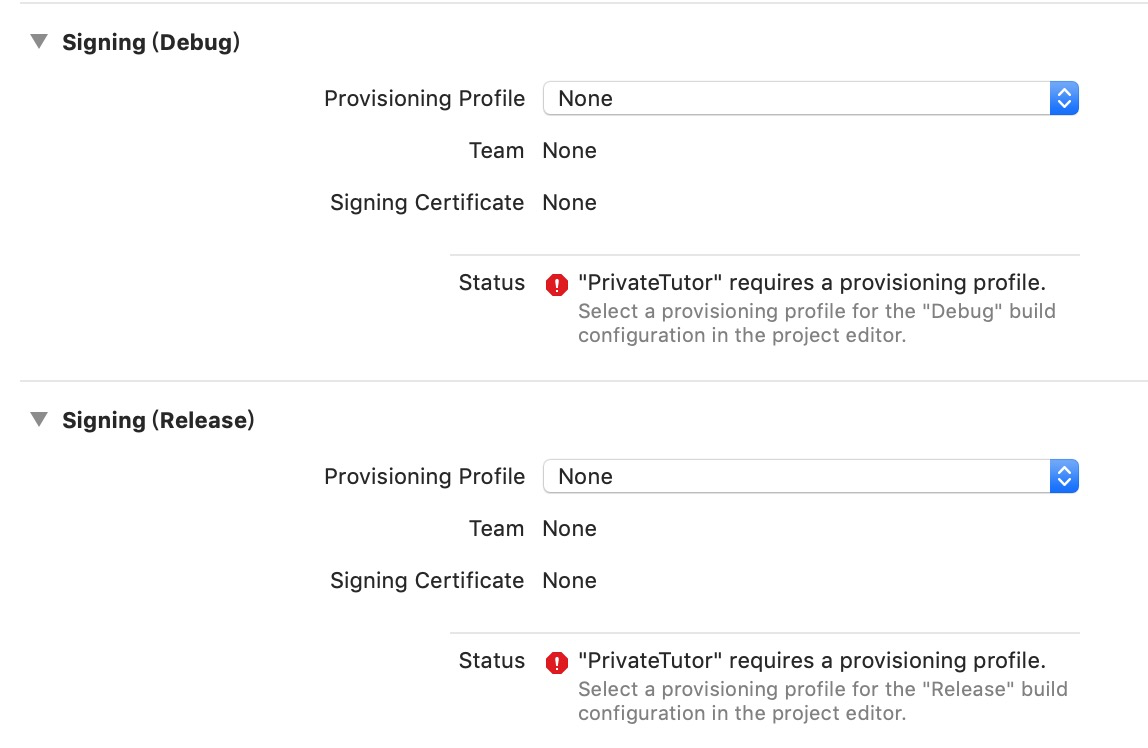 Signing (Debug)
Provisioning Profile None
Team None
Signing Certificate None
Status "PrivateTutor" requires a provisioning profile.
Select a provisioning profile for the "Debug" build
configuration in the project editor.
Signing (Release)
Provisioning Profile None
Team None
Signing Certificate None
Status "PrivateTutor" requires a provisioning profile.
Select a provisioning profile for the "Release" build
configuration in the project editor.